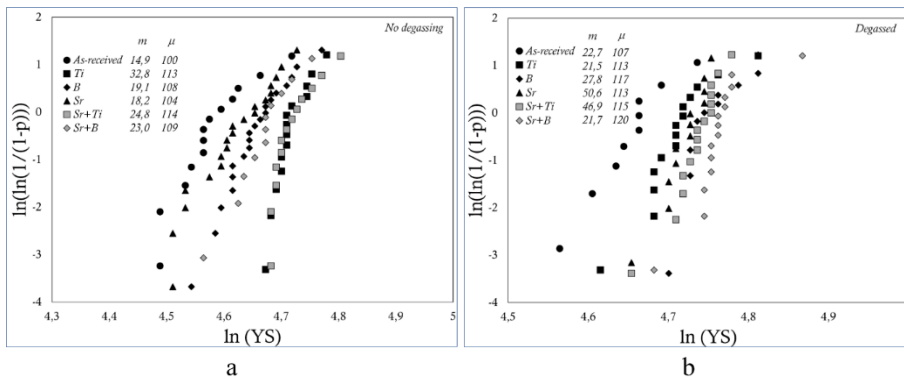 No degassing
m μ
As-received 14,9 100
Ti 32,8 113
B 19,1 108
Sr 18,2 104
Sr+Ti 24,8 114
Sr+B 23,0 109
ln(ln(1/(1-p)))
2
1
0
-1
-2
-3
-4
4,3 4,4 4,5 4,6 4,7 4,8 4,9 5
ln (YS)
a
Degassed
m μ
As-received 22,7 107
Ti 21,5 113
B 27,8 117
Sr 50,6 113
Sr+Ti 46,9 115
Sr+B 21,7 120
ln(ln(1/(1-p)))
2
1
0
-1
-2
-3
-4
4,5 4,6 4,7 4,8 4,9
ln (YS)
b